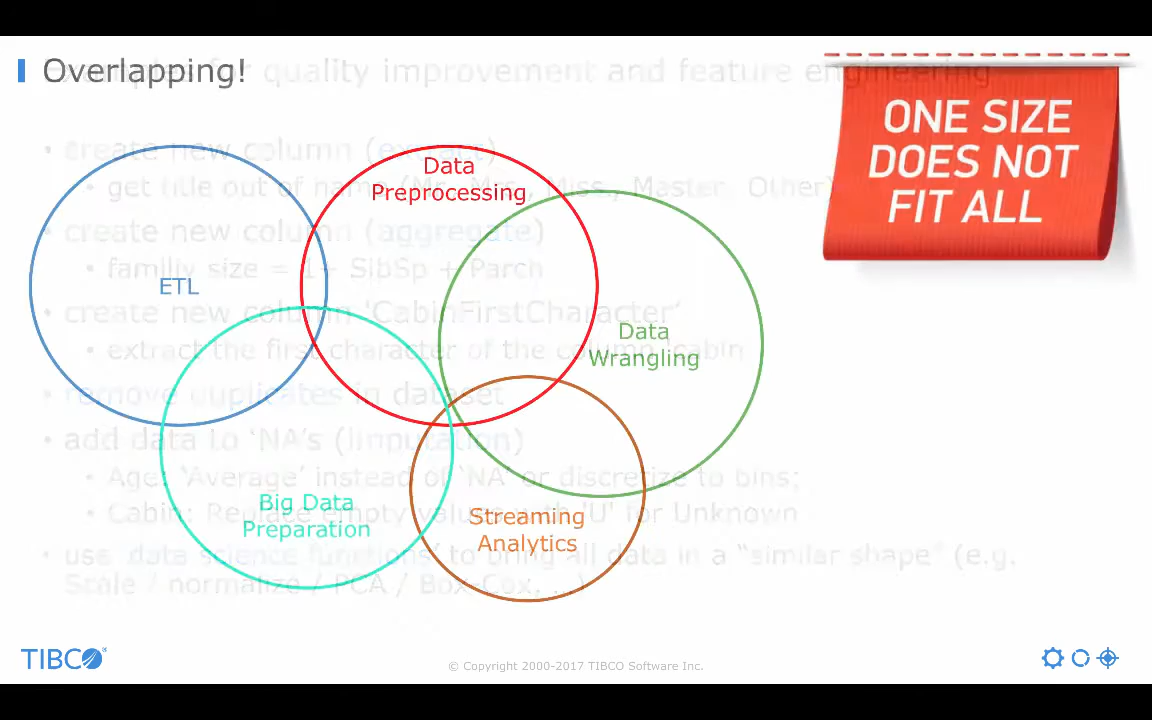 Overlapping!
Examples for quality improvement and feature engineering
ONE SIZE
DOES NOT
FIT ALL
• create new column (extract)
• get title out of name (Mr, Mrs, Miss, Master, Other)
• create new column (aggregate)
• familiy size = 1+ SibSp + Parch
• create new column 'CabinFirstCharacter'
• extract the first character of the column 'cabin
• remove duplicates in dataset
• add data to 'NA's (iimputation)
• Age: 'Average' instead of 'NA' or discretize to bins;
• Cabin: Replace empty values with 'U' for Unknown
• use 'data science functions' to bring all data in a "similar shape" (e.g.
Scale / normalize / PCA / Box-Cox, ...)
Data
Preprocessing
ETL
Data
Wrangling
Big Data
Preparation
Streaming
Analytics
TIBCO®
© Copyright 2000-2017 TIBCO Software Inc.